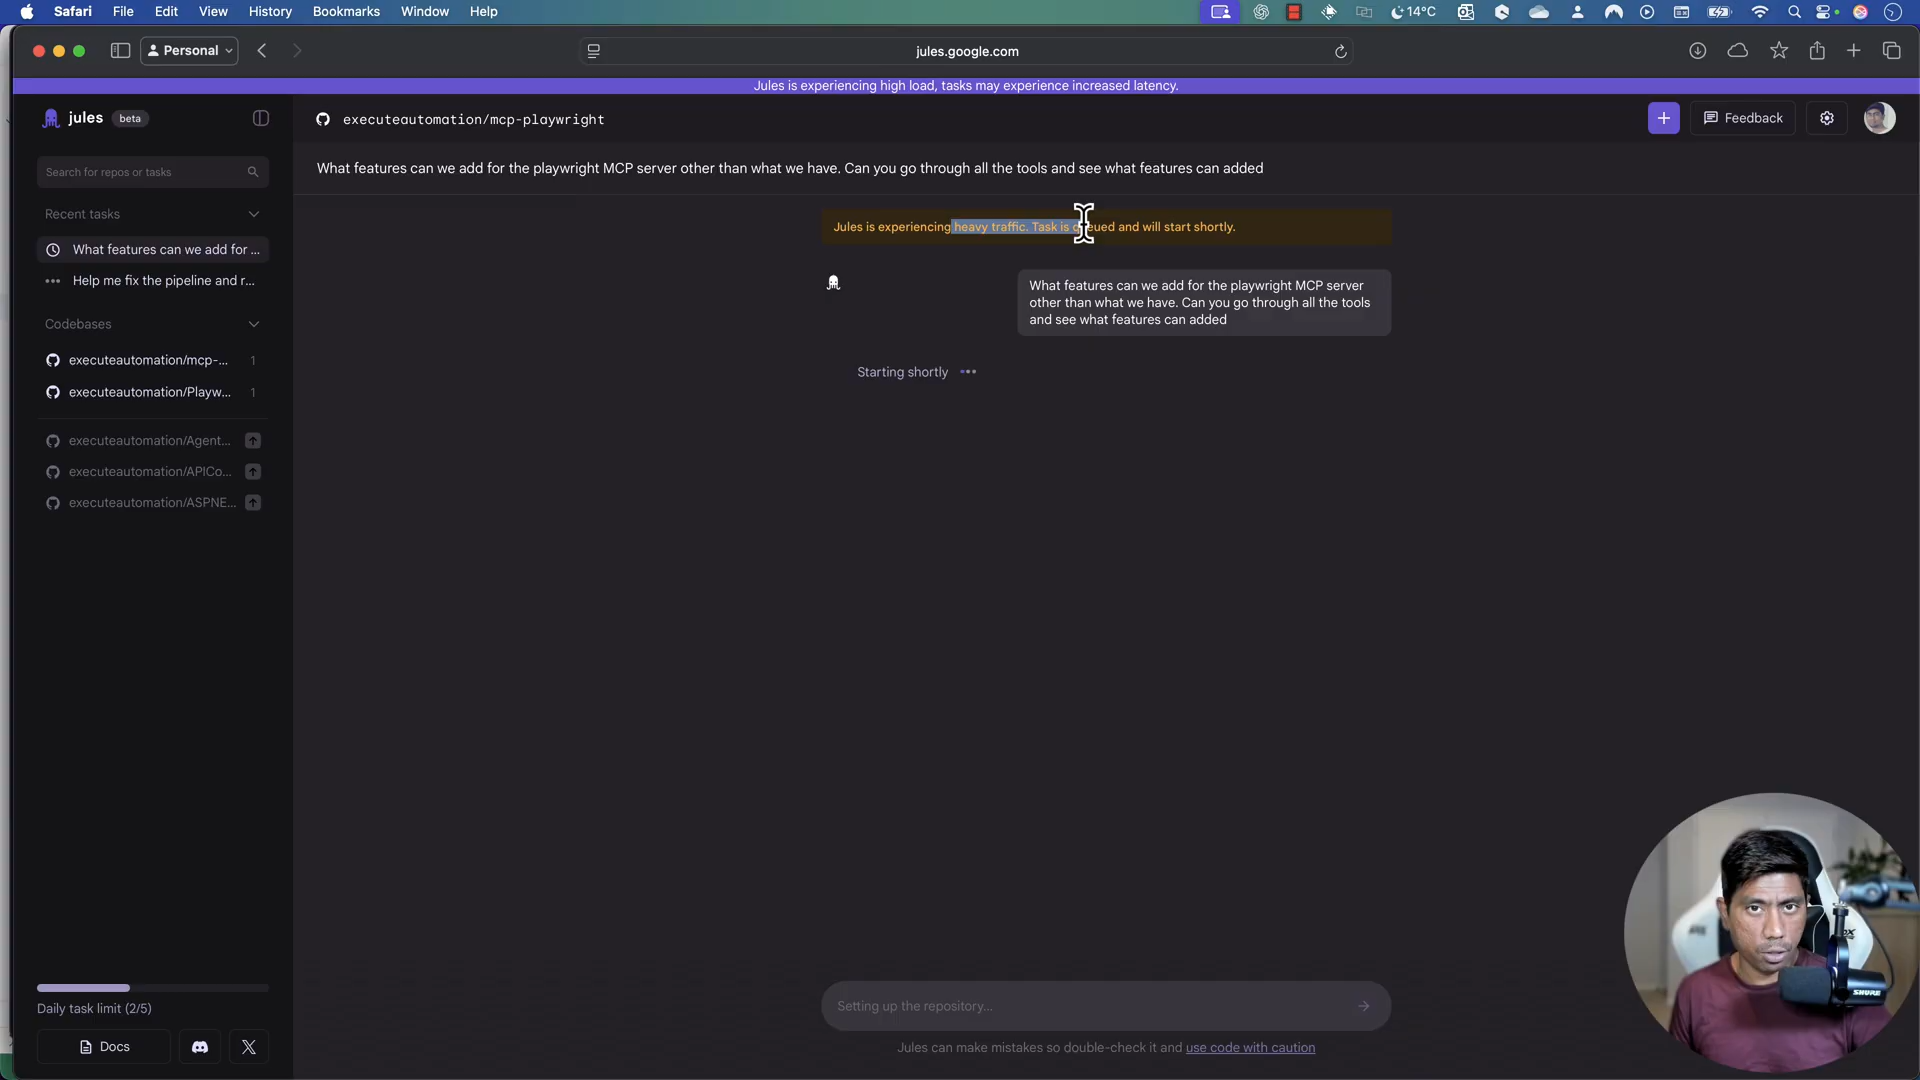 Safari File Edit View History Bookmarks Window Help 14°C
Personal jules.google.com
Jules is experiencing high load, tasks may experience increased latency.
jules beta
executeautomation/mcp-playwright
Feedback
Search for repos or tasks
What features can we add for the playwright MCP server other than what we have. Can you go through all the tools and see what features can added
Recent tasks
Jules is experiencing heavy traffic. Task is queued and will start shortly.
What features can we add for ...
Help me fix the pipeline and r...
What features can we add for the playwright MCP server
other than what we have. Can you go through all the tools
and see what features can added
Codebases
executeautomation/mcp-... 1
Starting shortly
executeautomation/Playw... 1
executeautomation/Agent...
executeautomation/APICo...
executeautomation/ASPNE...
Daily task limit (2/5)
Setting up the repository...
Docs
Jules can make mistakes so double-check it and use code with caution
SHURE